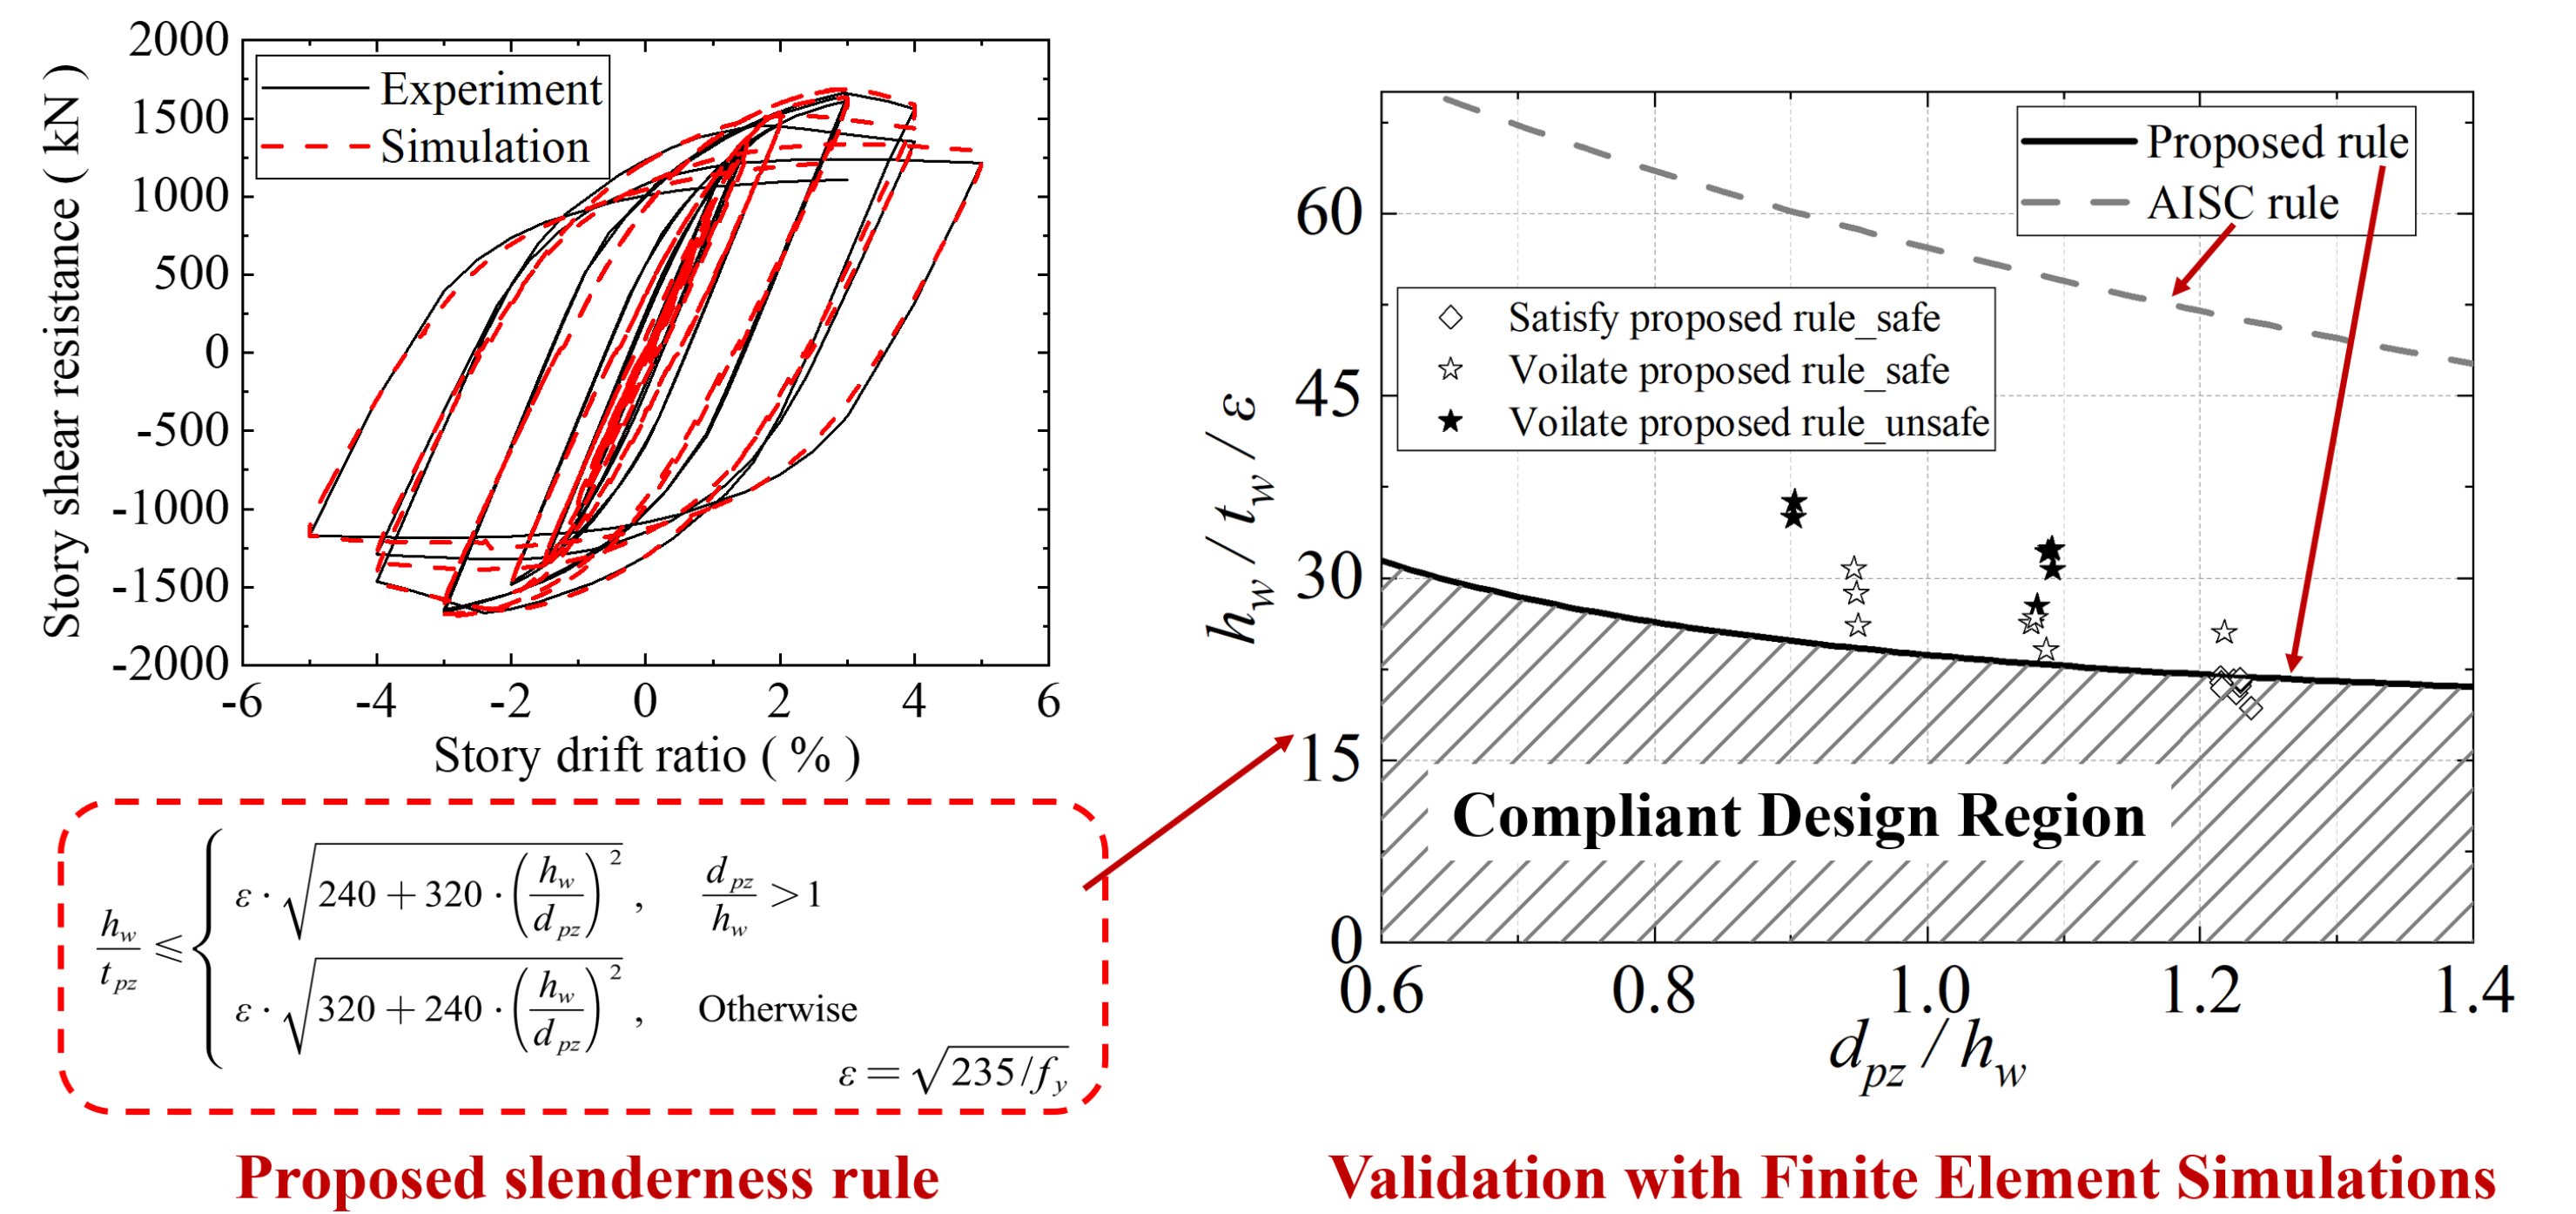 2000
1500
1000
500
0
-500
-1000
-1500
-2000
-6 -4 -2 0 2 4 6
Story shear resistance ( kN )
Story drift ratio ( % )
Experiment
Simulation
h_w / t_pz ≤ { ε · √(240 + 320 · (h_w / d_pz)²) , d_pz / h_w > 1
ε · √(320 + 240 · (h_w / d_pz)²) , Otherwise
ε = √(235 / f_y)
Proposed slenderness rule
Proposed rule
AISC rule
Satisfy proposed rule_safe
Voilate proposed rule_safe
Voilate proposed rule_unsafe
60
45
30
15
0
h_w / t_w / ε
Compliant Design Region
0.6 0.8 1.0 1.2 1.4
d_pz / h_w
Validation with Finite Element Simulations